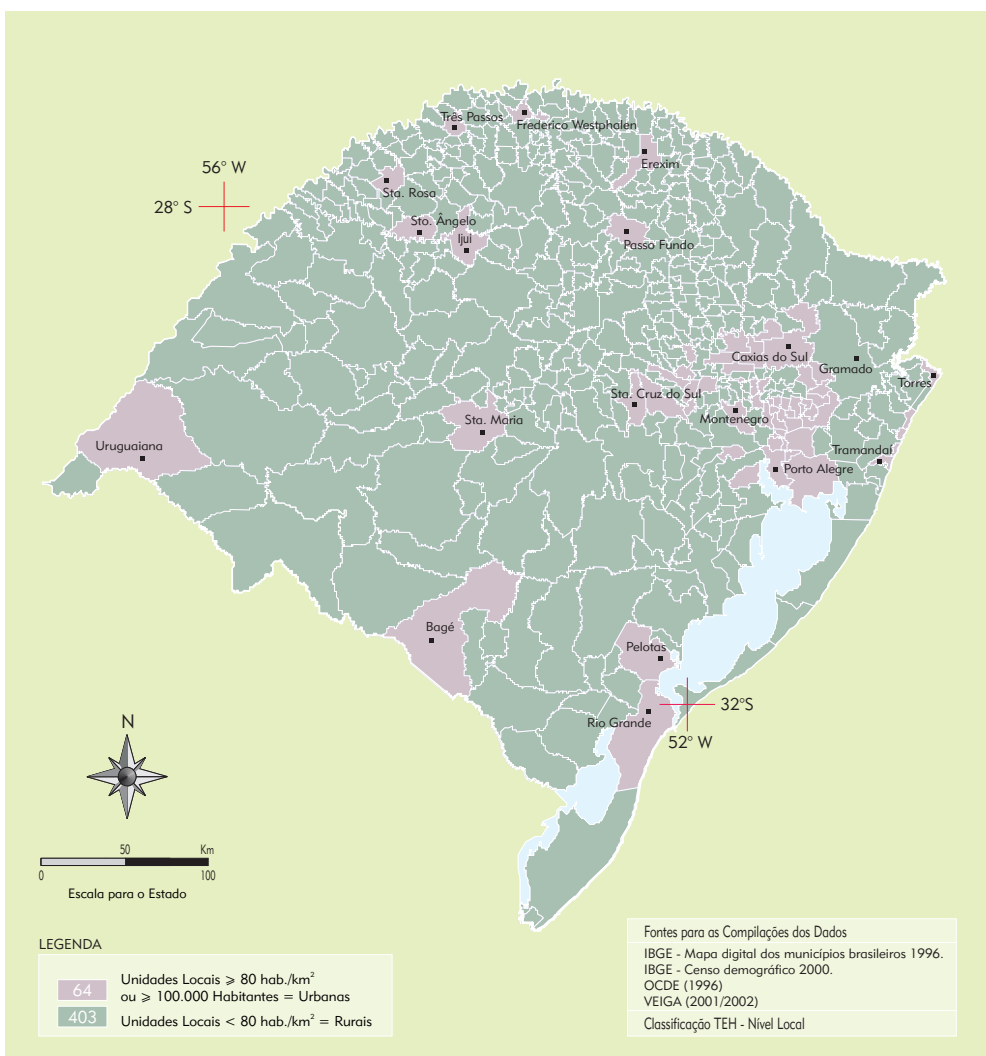 Três Passos
Frederico Westphalen
Erexim
56° W
28° S
Sta. Rosa
Sto. Ângelo
Ijuí
Passo Fundo
Caxias do Sul
Gramado
Torres
Sta. Cruz do Sul
Montenegro
Sta. Maria
Uruguaiana
Tramandaí
Porto Alegre
Bagé
Pelotas
32°S
Rio Grande
52° W
N
50 Km
0 100
Escala para o Estado
LEGENDA
64 Unidades Locais ⩾ 80 hab./km²
ou ⩾ 100.000 Habitantes = Urbanas
403 Unidades Locais < 80 hab./km² = Rurais
Fontes para as Compilações dos Dados
IBGE - Mapa digital dos municípios brasileiros 1996.
IBGE - Censo demográfico 2000.
OCDE (1996)
VEIGA (2001/2002)
Classificação TEH - Nível Local